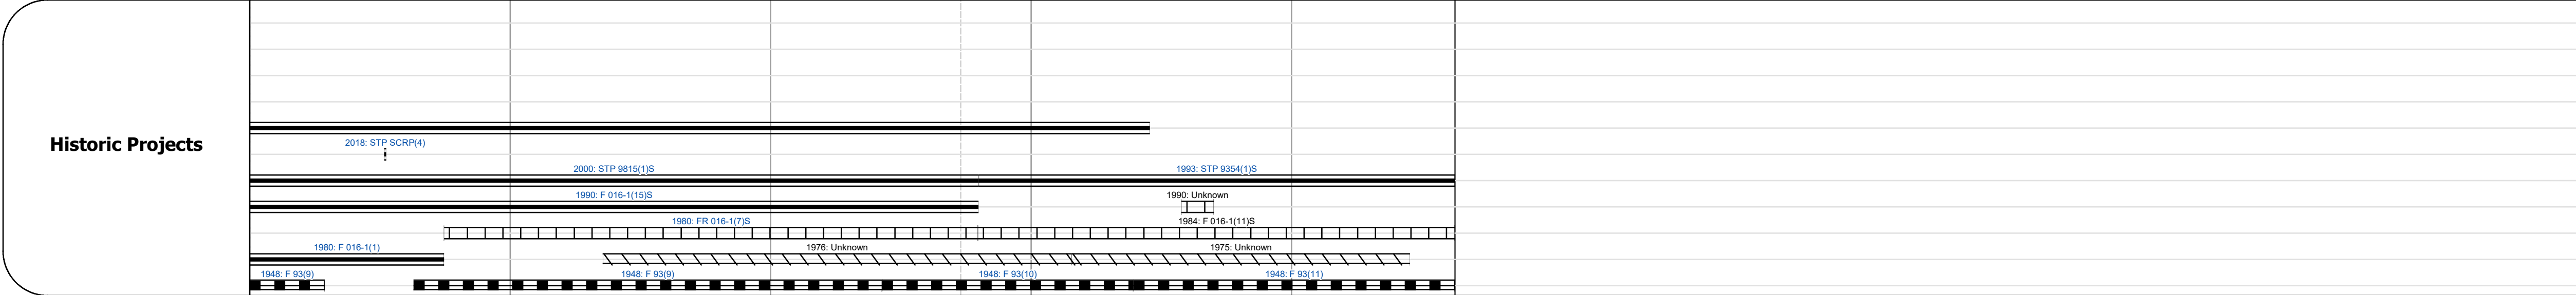 Historic Projects
2018: STP SCRP(4)
2000: STP 9815(1)S
1993: STP 9354(1)S
1990: F 016-1(15)S
1990: Unknown
1980: FR 016-1(7)S
1984: F 016-1(11)S
1980: F 016-1(1)
1976: Unknown
1975: Unknown
1948: F 93(9)
1948: F 93(9)
1948: F 93(10)
1948: F 93(11)